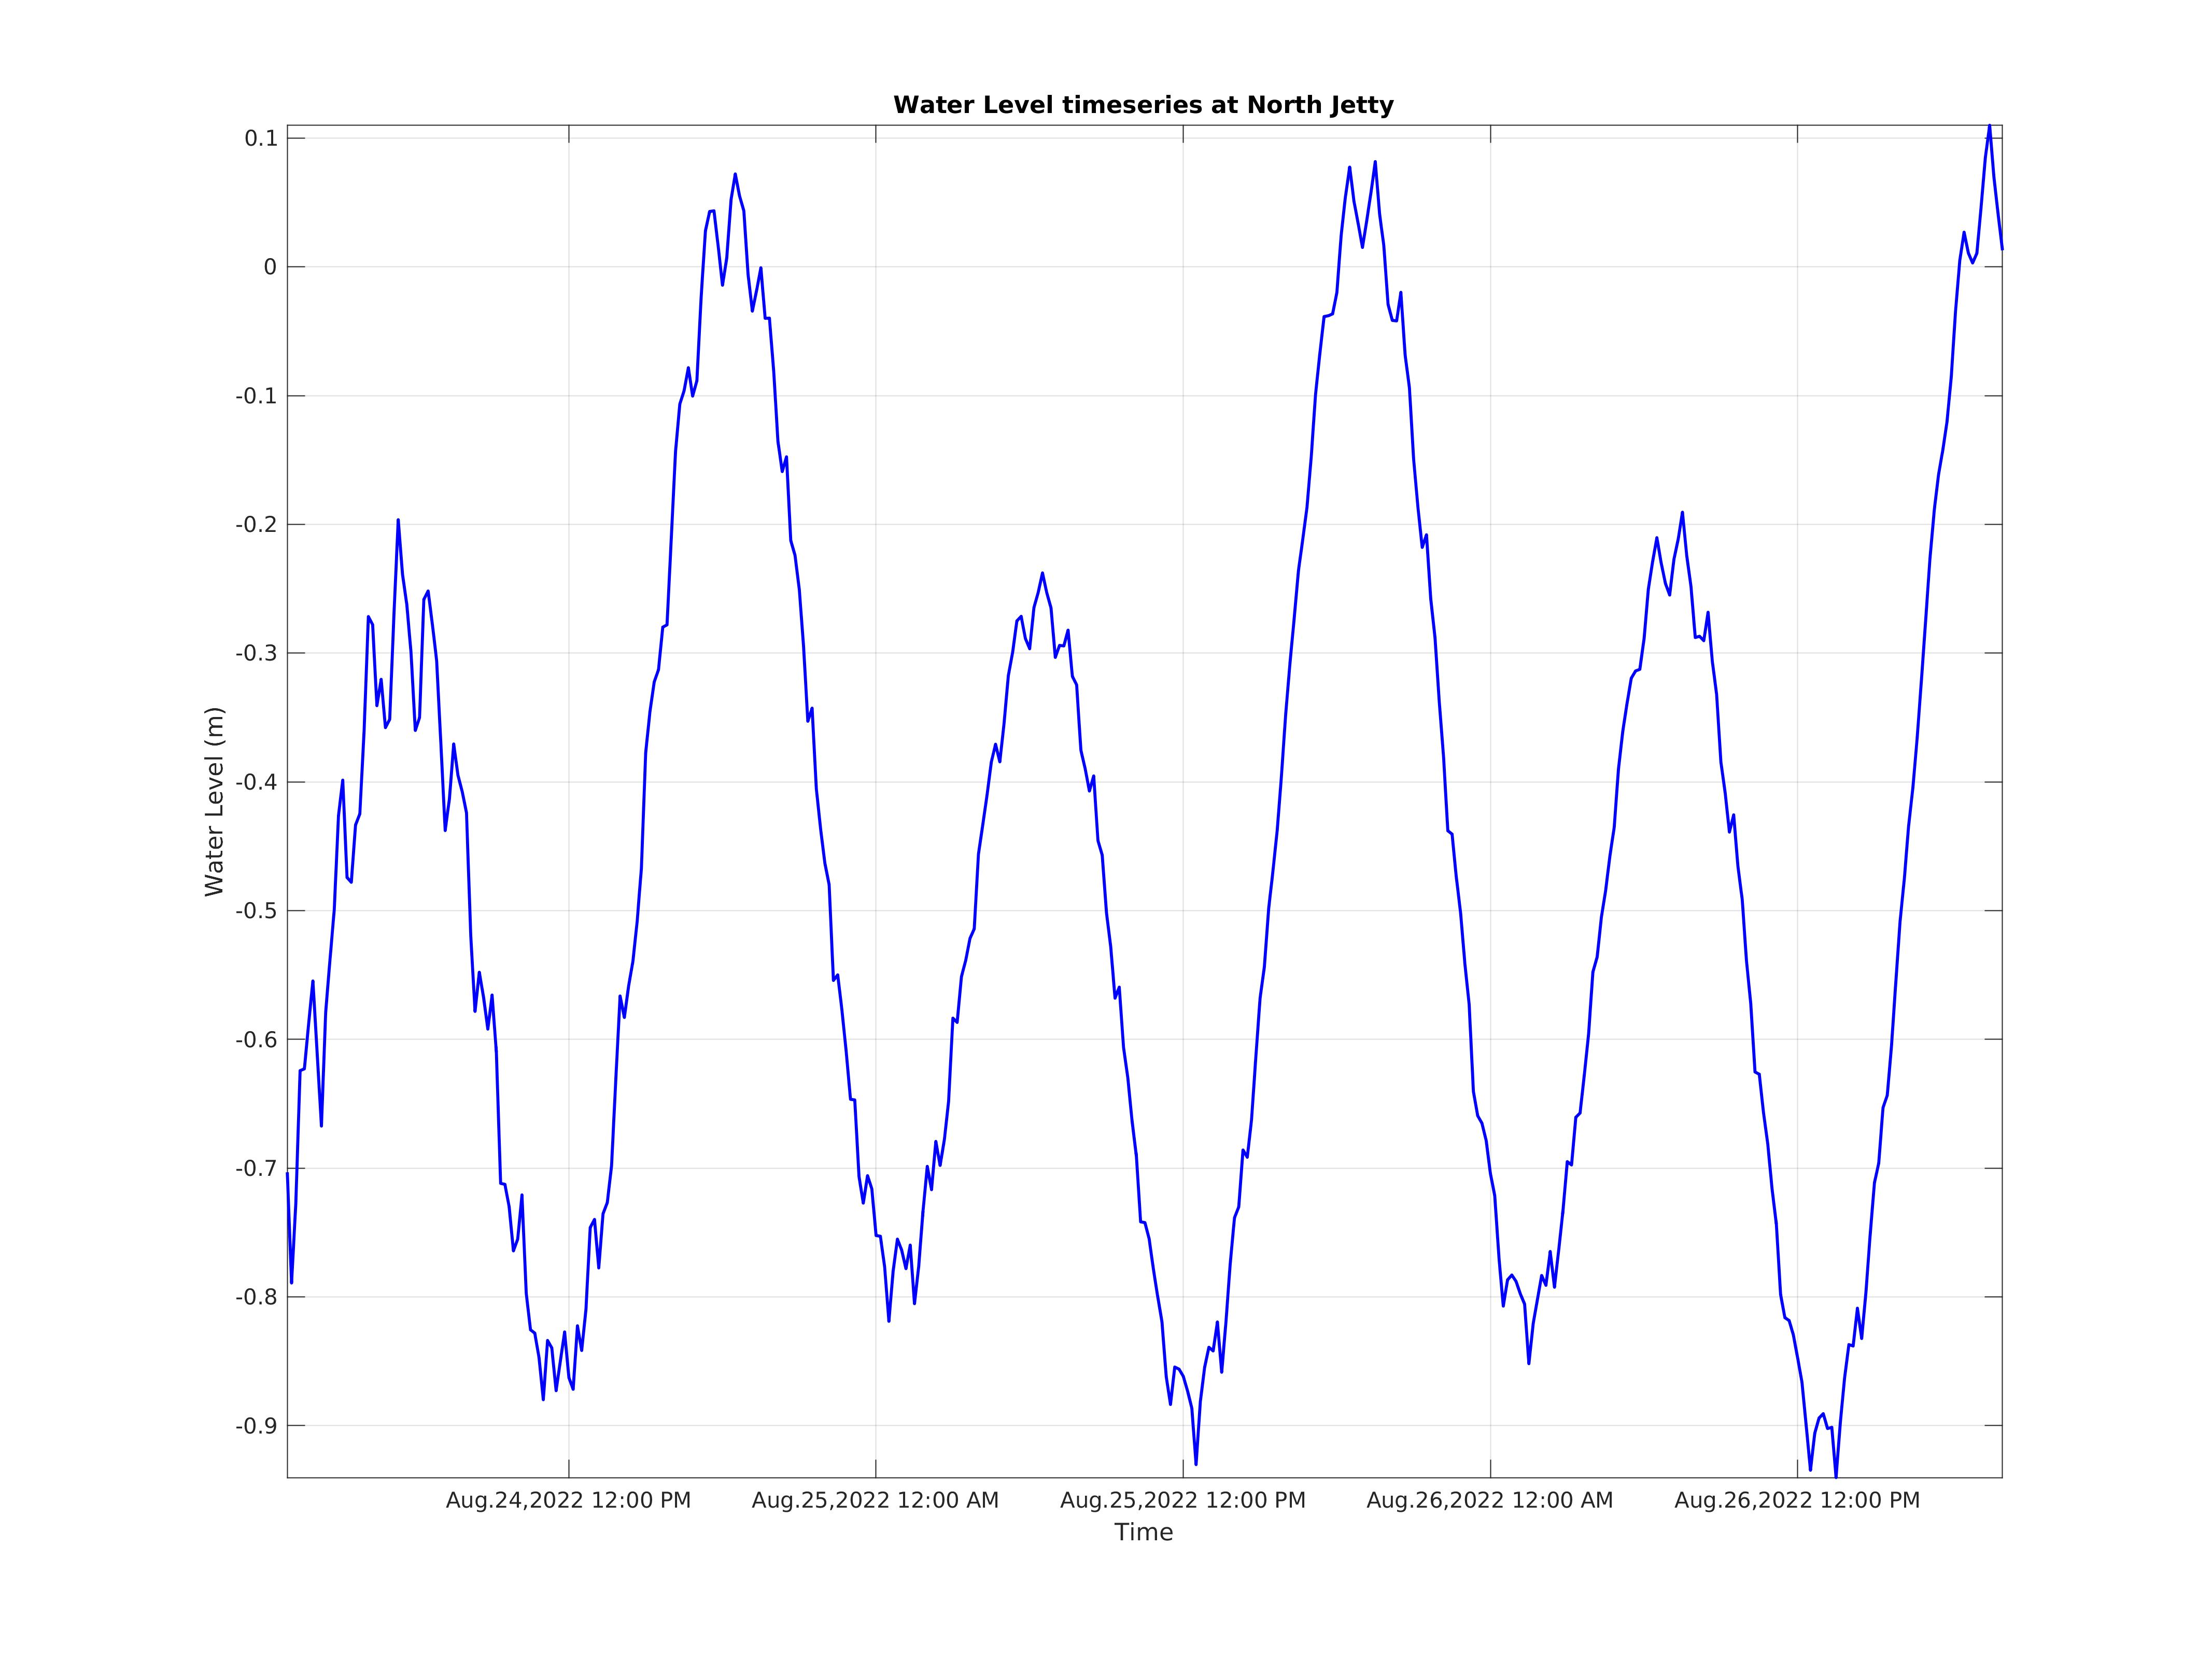 Water Level timeseries at North Jetty
0.1
0
-0.1
-0.2
-0.3
-0.4
-0.5
-0.6
-0.7
-0.8
-0.9
Water Level (m)
Aug.24,2022 12:00 PM Aug.25,2022 12:00 AM Aug.25,2022 12:00 PM Aug.26,2022 12:00 AM Aug.26,2022 12:00 PM
Time